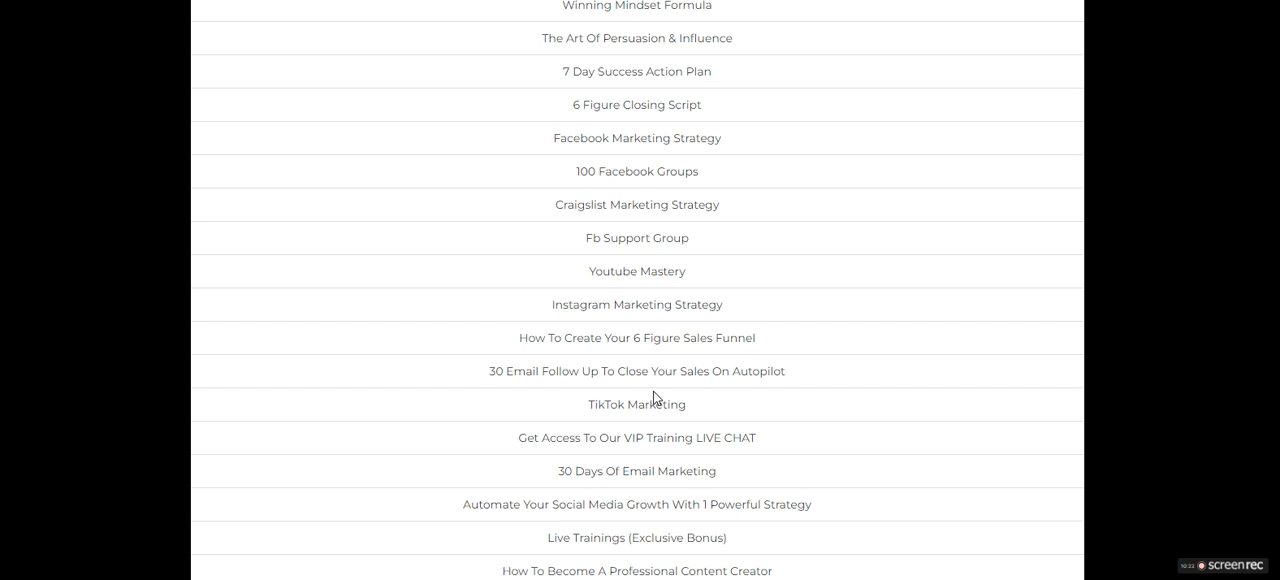 Winning Mindset Formula
The Art Of Persuasion & Influence
7 Day Success Action Plan
6 Figure Closing Script
Facebook Marketing Strategy
100 Facebook Groups
Craigslist Marketing Strategy
Fb Support Group
Youtube Mastery
Instagram Marketing Strategy
How To Create Your 6 Figure Sales Funnel
30 Email Follow Up To Close Your Sales On Autopilot
TikTok Marketing
Get Access To Our VIP Training LIVE CHAT
30 Days Of Email Marketing
Automate Your Social Media Growth With 1 Powerful Strategy
Live Trainings (Exclusive Bonus)
How To Become A Professional Content Creator
screenrec